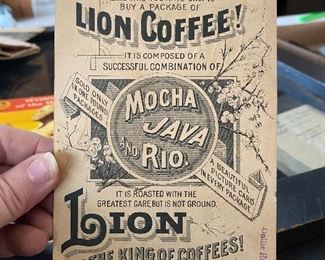 BUY A PACKAGE OF
LION COFFEE!
IT IS COMPOSED OF A
SUCCESSFUL COMBINATION OF
SOLD ONLY
IN ONE POUND
PACKAGES
MOCHA
JAVA
AND RIO.
A BEAUTIFUL
PICTURE CARD
IN EVERY PACKAGE
IT IS ROASTED WITH THE
GREATEST CARE, BUT IS NOT GROUND.
LION
THE KING OF COFFEES!